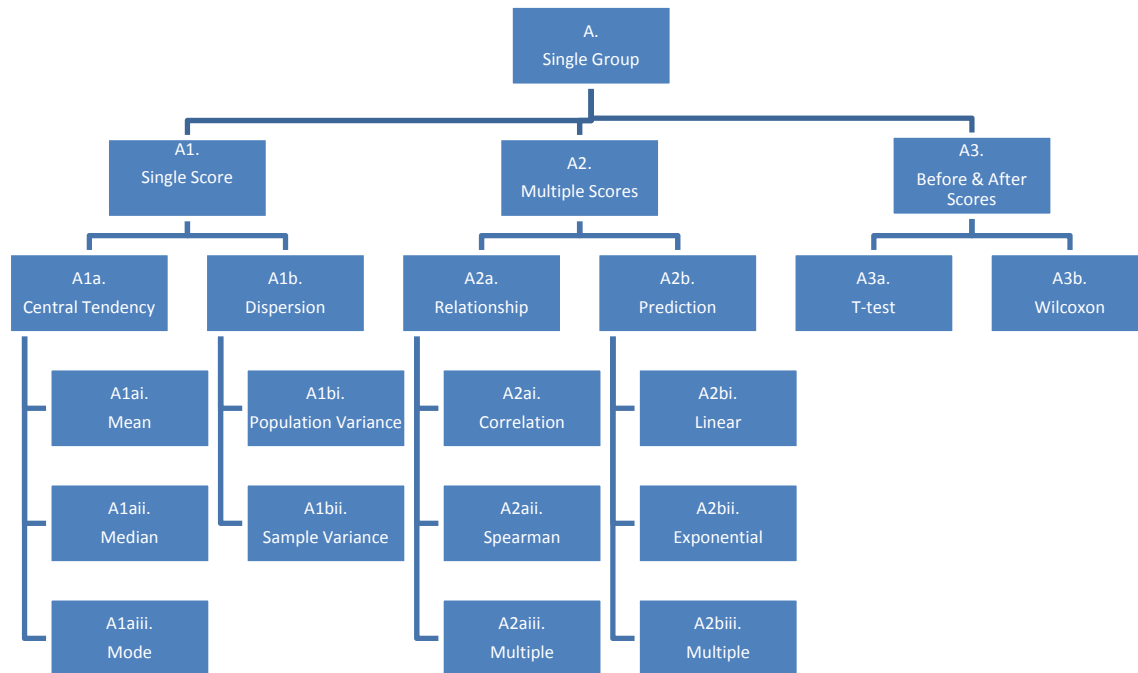 A.
Single Group
A1.
Single Score
A2.
Multiple Scores
A3.
Before & After
Scores
A1a.
Central Tendency
A1b.
Dispersion
A2a.
Relationship
A2b.
Prediction
A3a.
T-test
A3b.
Wilcoxon
A1ai.
Mean
A1bi.
Population Variance
A2ai.
Correlation
A2bi.
Linear
A1aii.
Median
A1bii.
Sample Variance
A2aii.
Spearman
A2bii.
Exponential
A1aiii.
Mode
A2aiii.
Multiple
A2biii.
Multiple